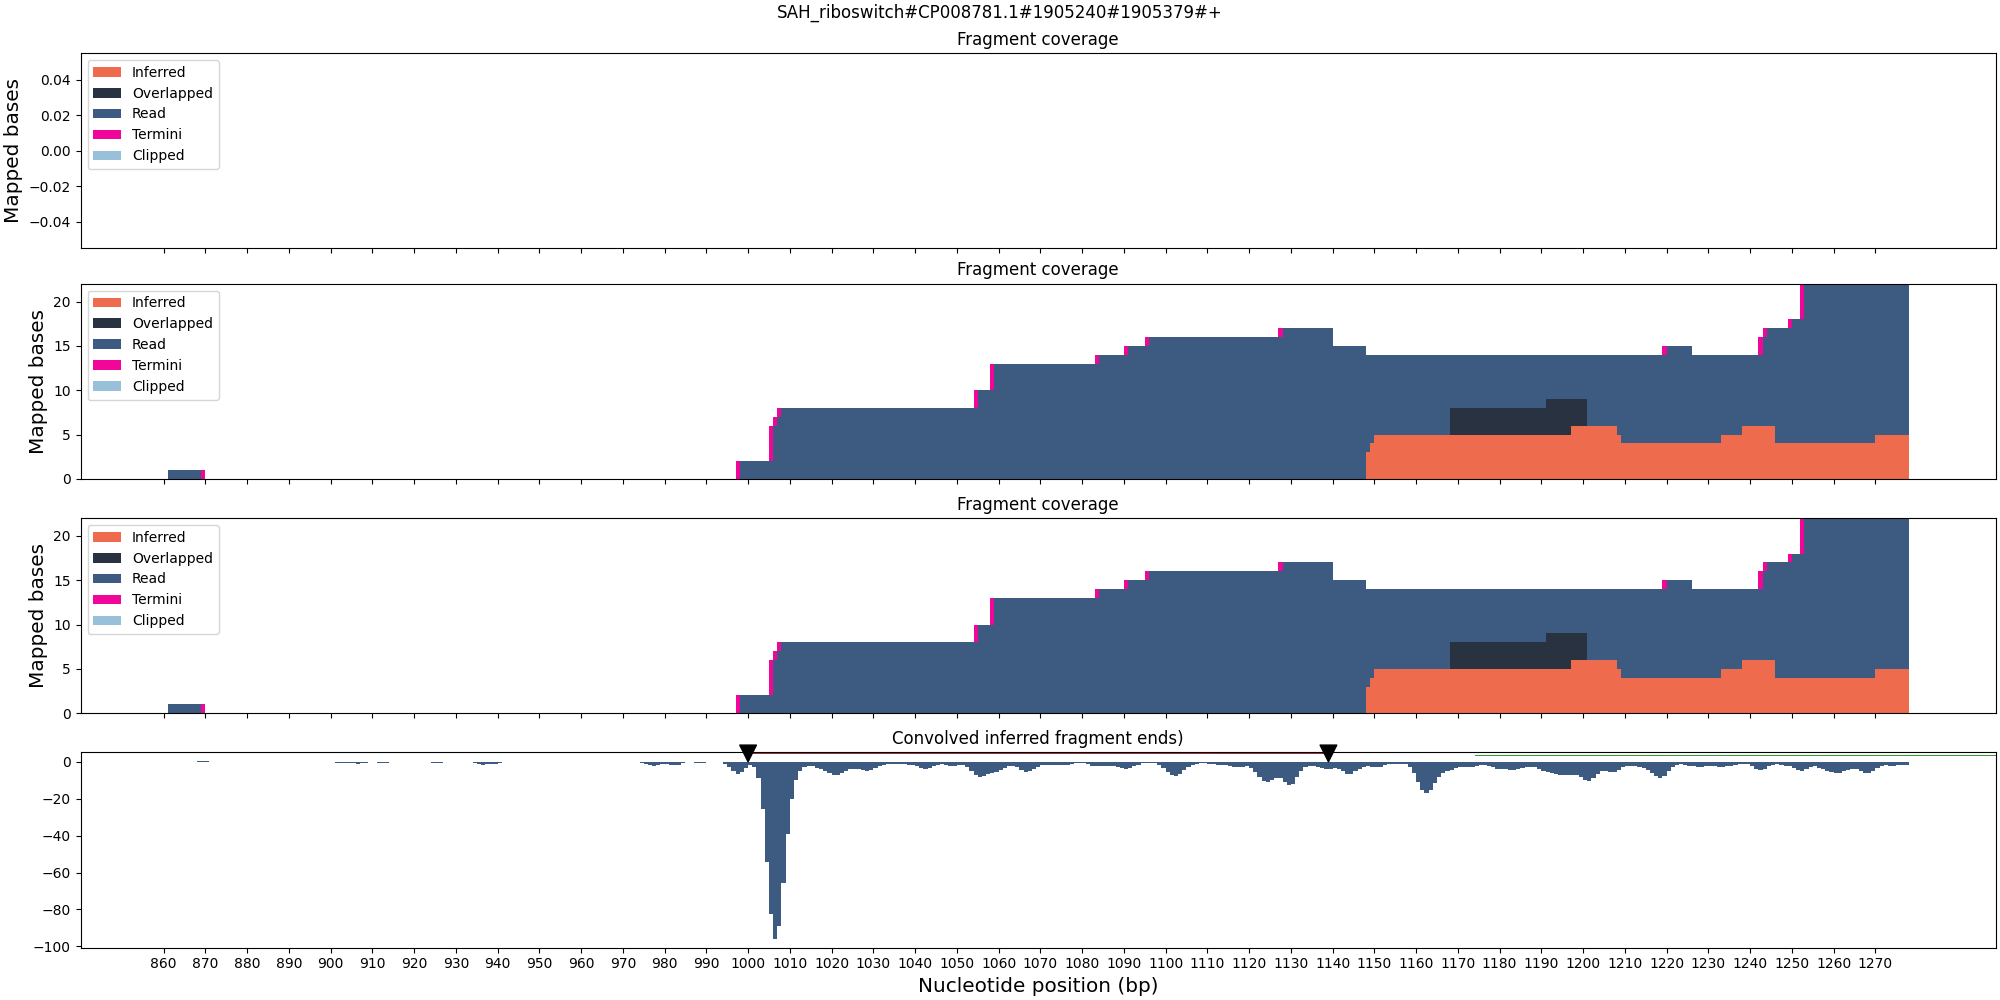 SAH_riboswitch#CP008781.1#1905240#1905379#+
Fragment coverage
Mapped bases
0.04
0.02
0.00
−0.02
−0.04
Inferred
Overlapped
Read
Termini
Clipped
Fragment coverage
Mapped bases
20
15
10
5
0
Inferred
Overlapped
Read
Termini
Clipped
Fragment coverage
Mapped bases
20
15
10
5
0
Inferred
Overlapped
Read
Termini
Clipped
Convolved inferred fragment ends)
0
−20
−40
−60
−80
−100
860 870 880 890 900 910 920 930 940 950 960 970 980 990 1000 1010 1020 1030 1040 1050 1060 1070 1080 1090 1100 1110 1120 1130 1140 1150 1160 1170 1180 1190 1200 1210 1220 1230 1240 1250 1260 1270
Nucleotide position (bp)